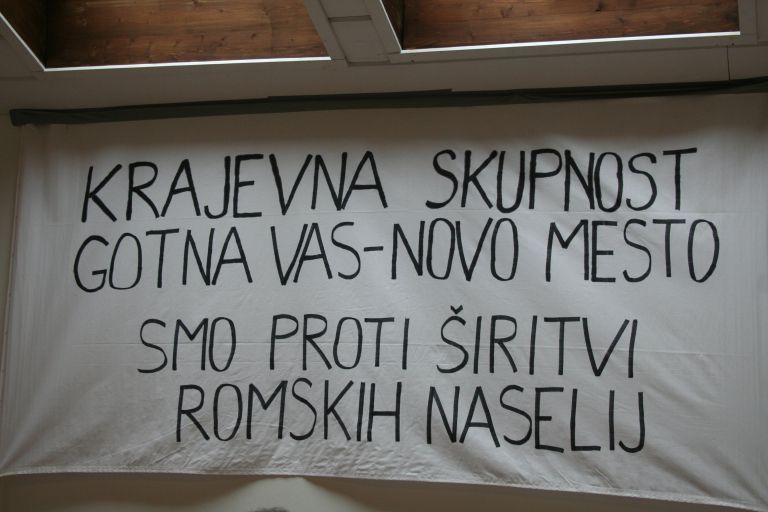 KRAJEVNA SKUPNOST
GOTNA VAS-NOVO MESTO
SMO PROTI ŠIRITVI
ROMSKIH NASELIJ